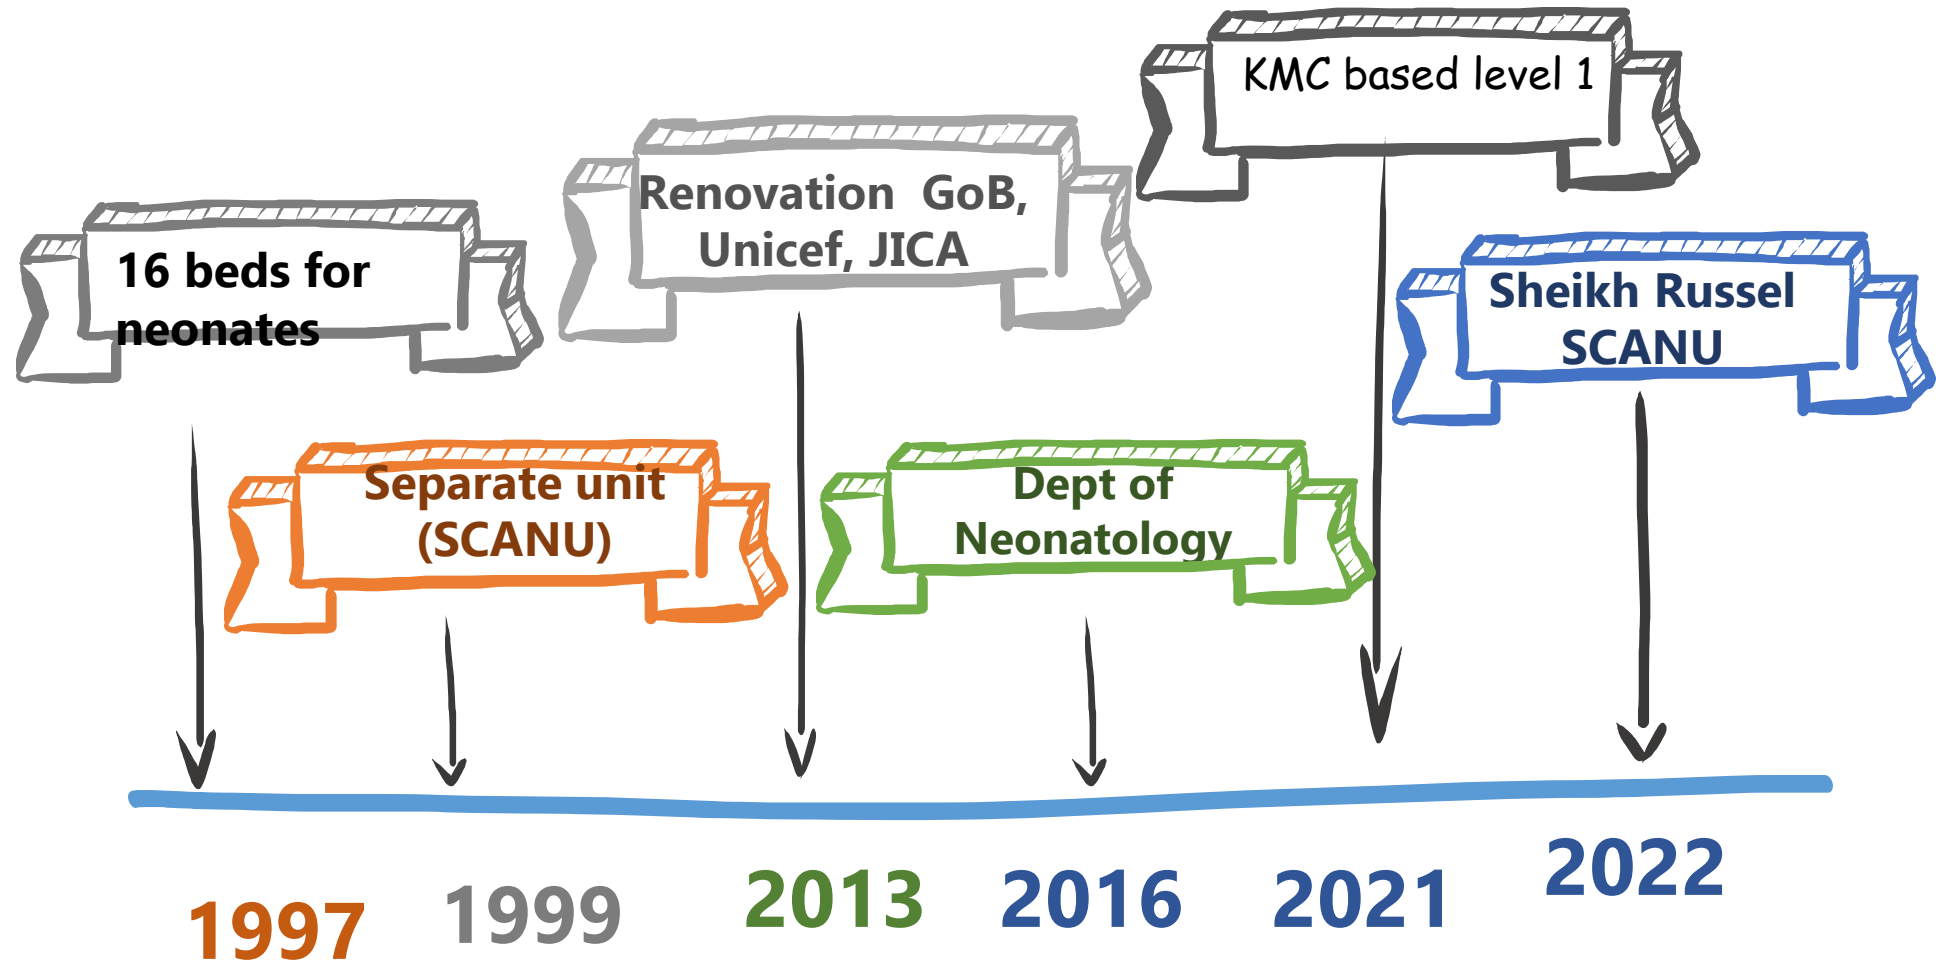 KMC based level 1
Renovation  GoB,
Unicef, JICA
16 beds for
neonates
Sheikh Russel
SCANU
Separate unit
(SCANU)
Dept of
Neonatology
1997
1999
2013
2016
2021
2022